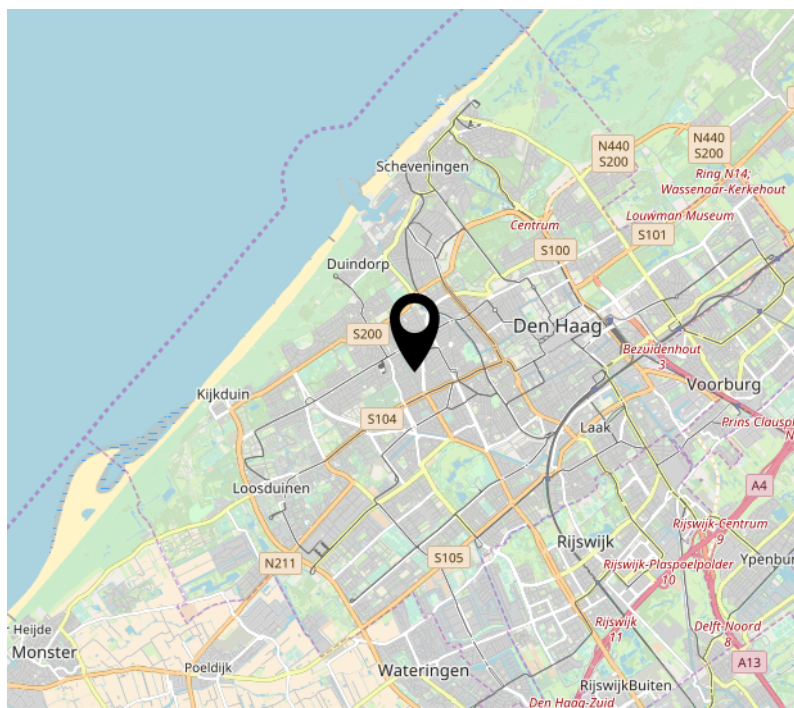 N440
S200
N440
S200
Scheveningen
Ring N14;
Wassenaar-Kerkehout
Louwman Museum
Centrum
S101
S100
Duindorp
Den Haag
S200
Bezuidenhout
3
Voorburg
Kijkduin
S104
Prins Clausp
Laak
Loosduinen
A4
Rijswijk-Centrum
9
Rijswijk
S105
N211
Rijswijk-Plaspoelpolder
10
Ypenbur
Rijswijk
11
Delft-Noord
8
Heijde
Monster
Poeldijk
Wateringen
A13
RijswijkBuiten
Den Haag-Zuid